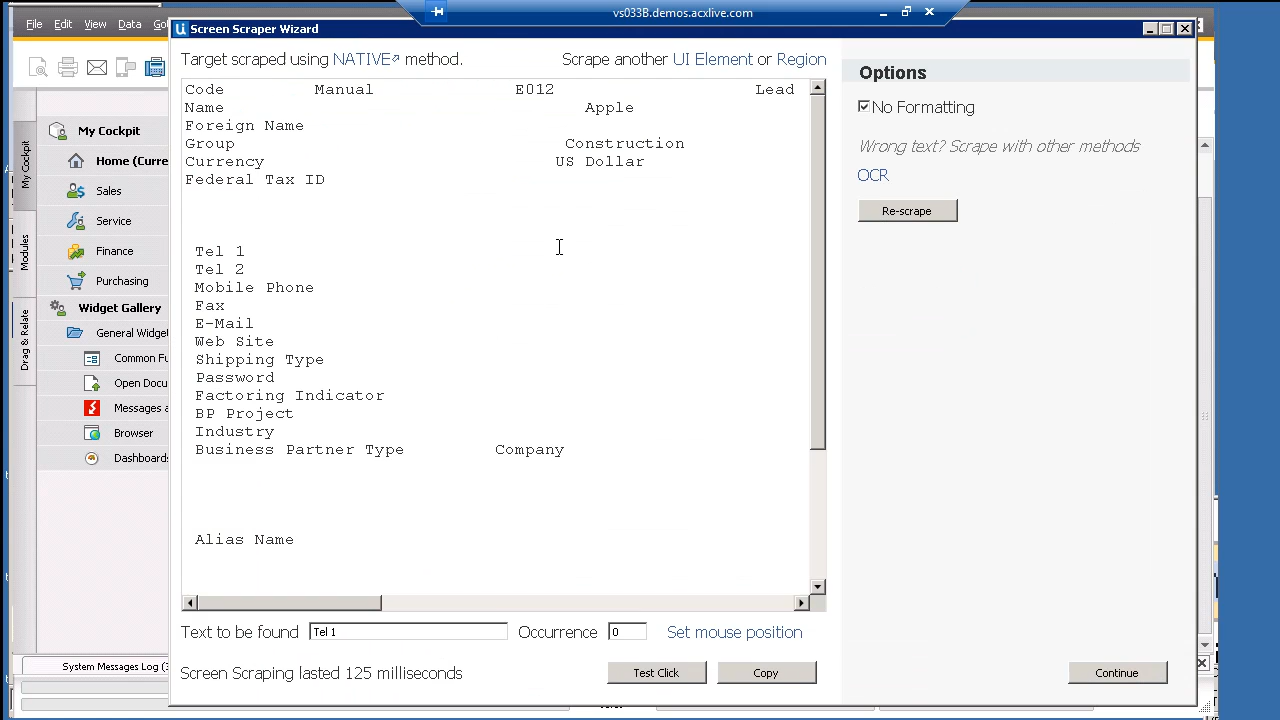 vs033B.demos.acxlive.com
File Edit View Data Go
Screen Scraper Wizard
Target scraped using NATIVE method.
Scrape another UI Element or Region
Code Manual E012 Lead
Name Apple
Foreign Name
Group Construction
Currency US Dollar
Federal Tax ID
Tel 1
Tel 2
Mobile Phone
Fax
E-Mail
Web Site
Shipping Type
Password
Factoring Indicator
BP Project
Industry
Business Partner Type Company
Alias Name
Text to be found Tel 1 Occurrence 0 Set mouse position
Screen Scraping lasted 125 milliseconds
Test Click Copy
Options
No Formatting
Wrong text? Scrape with other methods
OCR
Re-scrape
Continue
My Cockpit
Modules
Drag & Relate
My Cockpit
Home (Curre
Sales
Service
Finance
Purchasing
Widget Gallery
General Widget
Common Fu
Open Docu
Messages a
Browser
Dashboard
System Messages Log (3